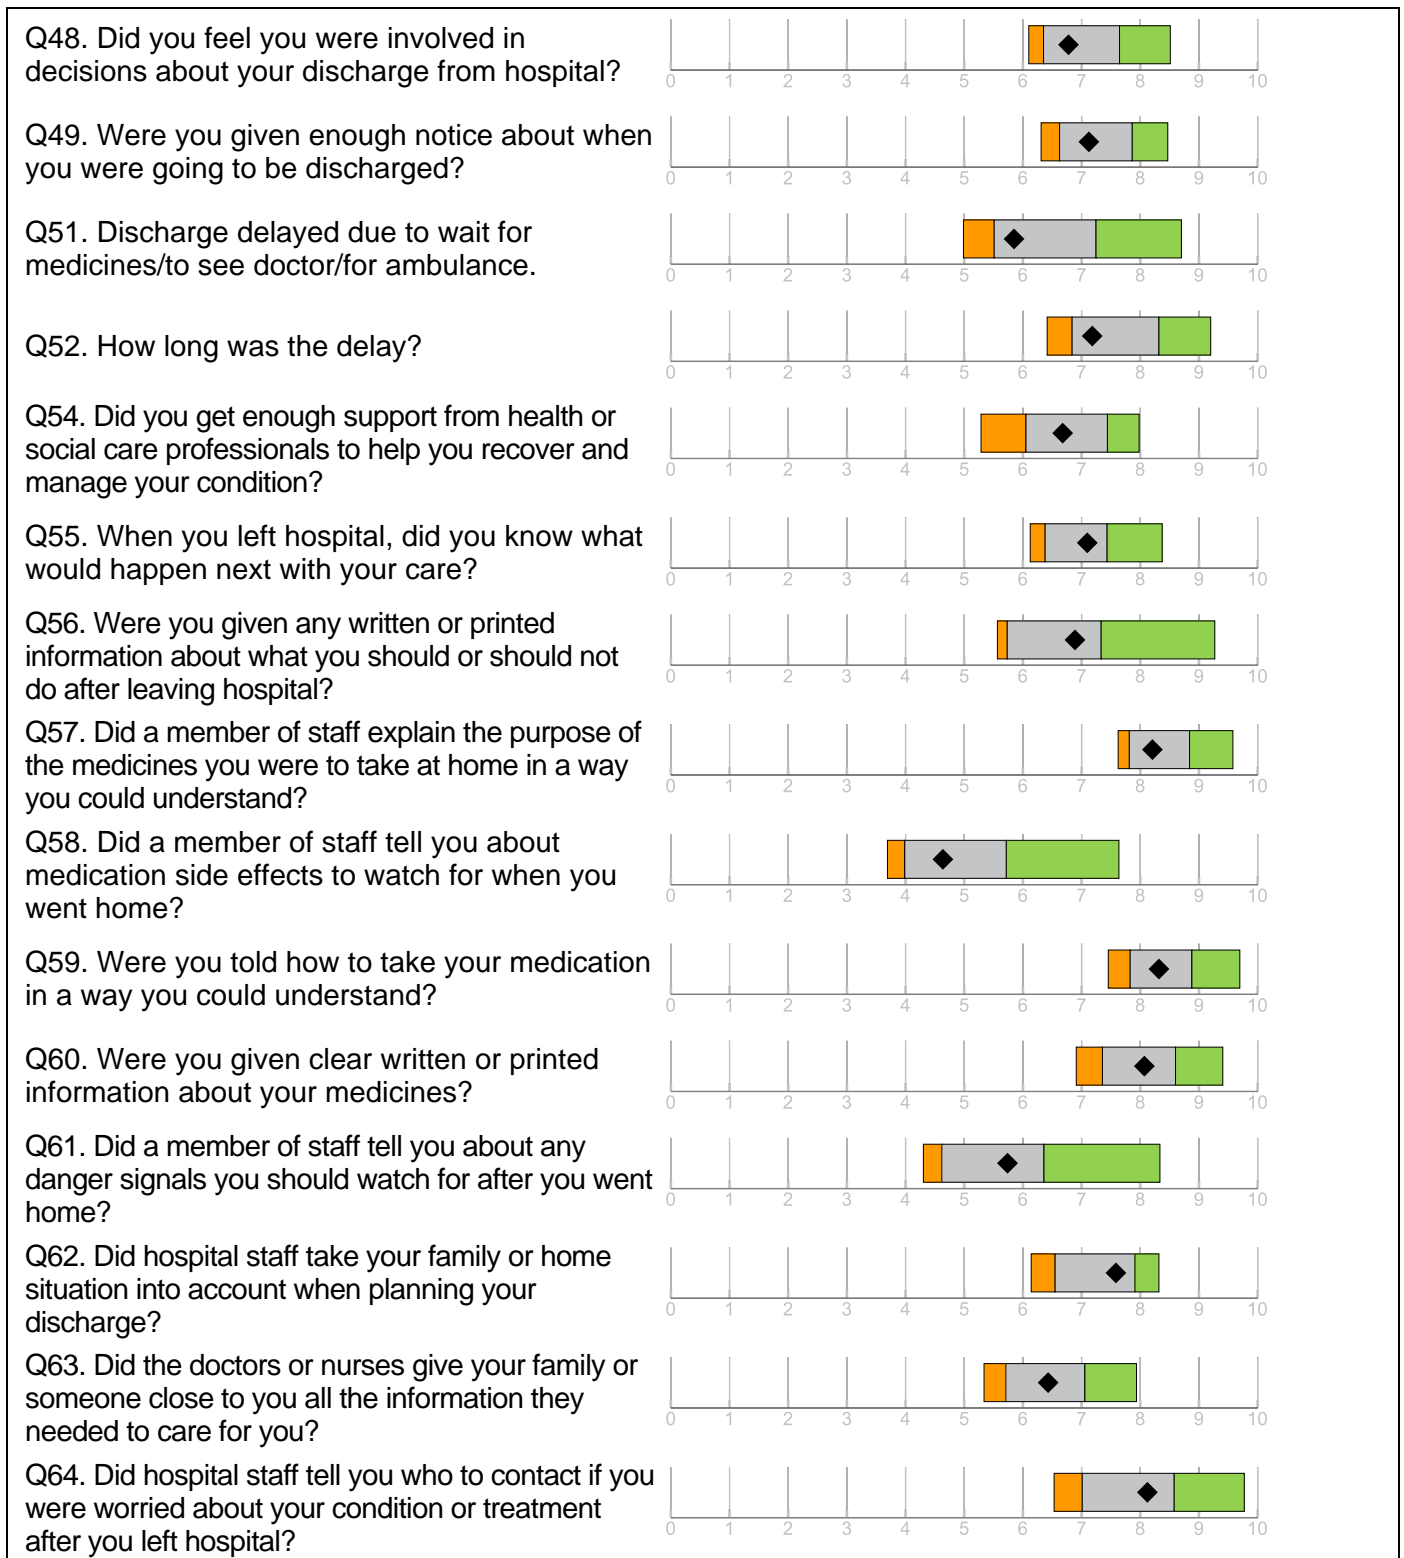 Q48. Did you feel you were involved in
decisions about your discharge from hospital?
0 1 2 3 4 5 6 7 8 9 10
Q49. Were you given enough notice about when
you were going to be discharged?
0 1 2 3 4 5 6 7 8 9 10
Q51. Discharge delayed due to wait for
medicines/to see doctor/for ambulance.
0 1 2 3 4 5 6 7 8 9 10
Q52. How long was the delay?
0 1 2 3 4 5 6 7 8 9 10
Q54. Did you get enough support from health or
social care professionals to help you recover and
manage your condition?
0 1 2 3 4 5 6 7 8 9 10
Q55. When you left hospital, did you know what
would happen next with your care?
0 1 2 3 4 5 6 7 8 9 10
Q56. Were you given any written or printed
information about what you should or should not
do after leaving hospital?
0 1 2 3 4 5 6 7 8 9 10
Q57. Did a member of staff explain the purpose of
the medicines you were to take at home in a way
you could understand?
0 1 2 3 4 5 6 7 8 9 10
Q58. Did a member of staff tell you about
medication side effects to watch for when you
went home?
0 1 2 3 4 5 6 7 8 9 10
Q59. Were you told how to take your medication
in a way you could understand?
0 1 2 3 4 5 6 7 8 9 10
Q60. Were you given clear written or printed
information about your medicines?
0 1 2 3 4 5 6 7 8 9 10
Q61. Did a member of staff tell you about any
danger signals you should watch for after you went
home?
0 1 2 3 4 5 6 7 8 9 10
Q62. Did hospital staff take your family or home
situation into account when planning your
discharge?
0 1 2 3 4 5 6 7 8 9 10
Q63. Did the doctors or nurses give your family or
someone close to you all the information they
needed to care for you?
0 1 2 3 4 5 6 7 8 9 10
Q64. Did hospital staff tell you who to contact if you
were worried about your condition or treatment
after you left hospital?
0 1 2 3 4 5 6 7 8 9 10